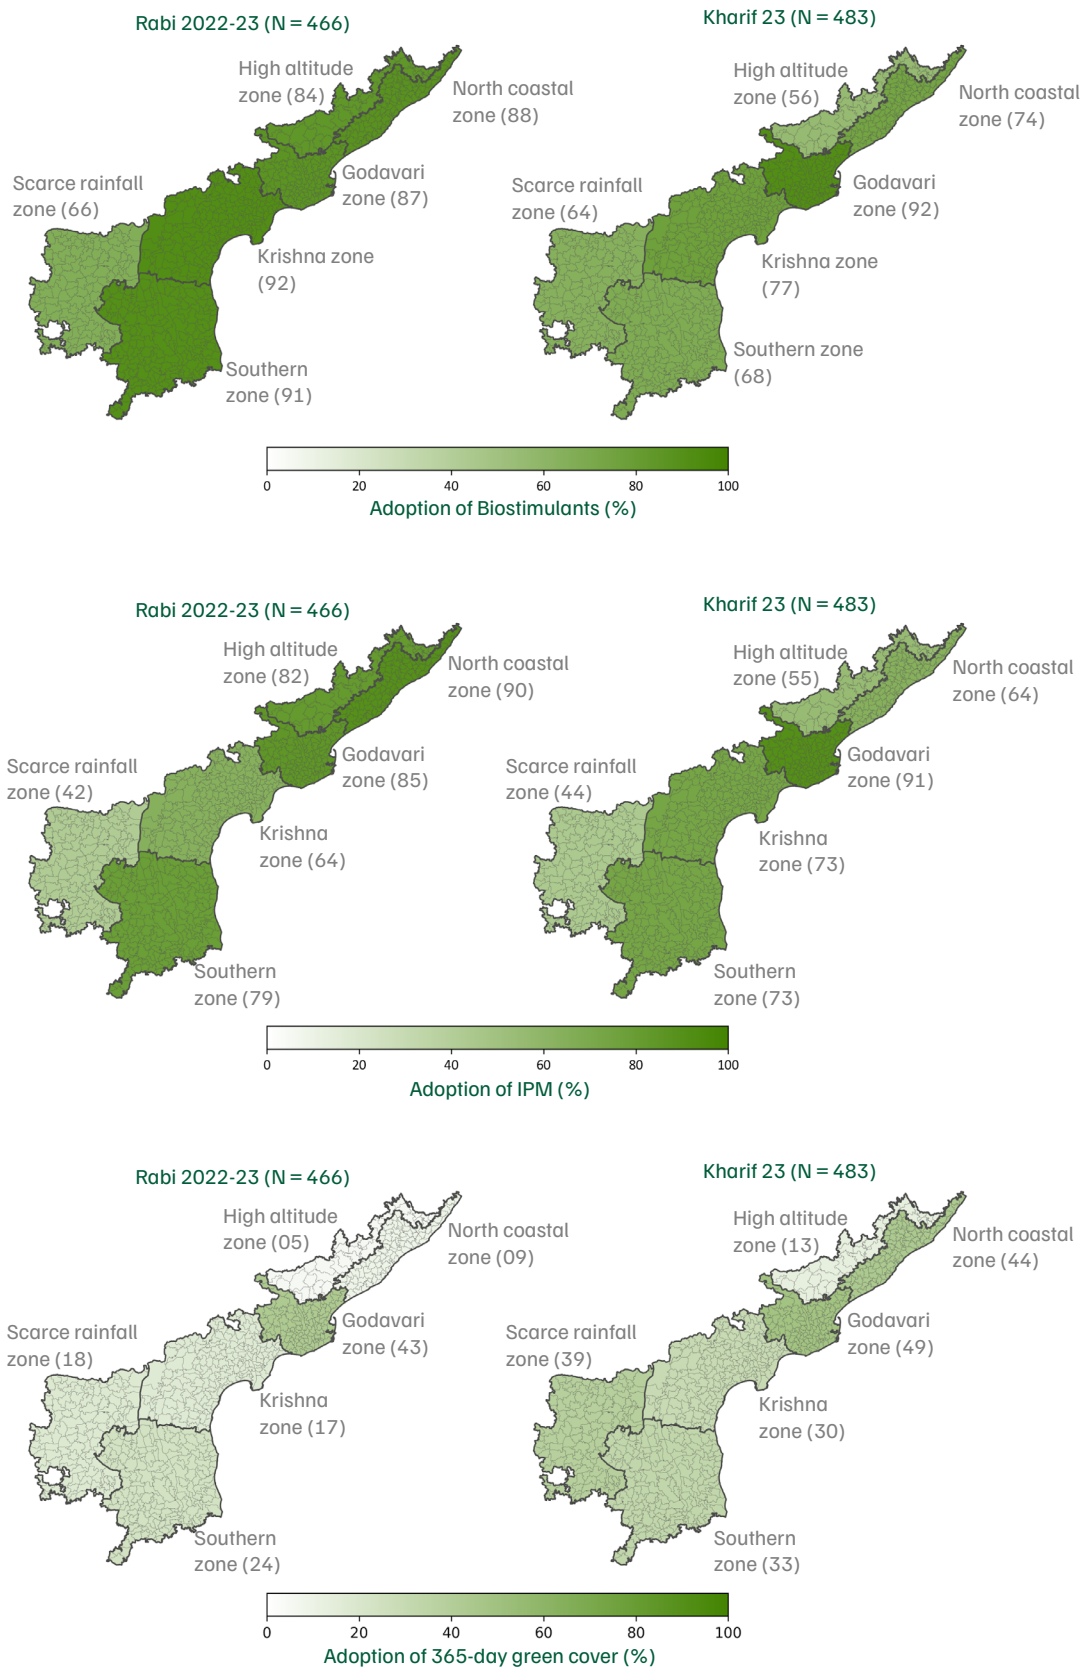 Rabi 2022-23 (N = 466)
High altitude
zone (84)
North coastal
zone (88)
Scarce rainfall
zone (66)
Godavari
zone (87)
Krishna zone
(92)
Southern
zone (91)
Kharif 23 (N = 483)
High altitude
zone (56)
North coastal
zone (74)
Scarce rainfall
zone (64)
Godavari
zone (92)
Krishna zone
(77)
Southern zone
(68)
0 20 40 60 80 100
Adoption of Biostimulants (%)
Rabi 2022-23 (N = 466)
High altitude
zone (82)
North coastal
zone (90)
Scarce rainfall
zone (42)
Godavari
zone (85)
Krishna
zone (64)
Southern
zone (79)
Kharif 23 (N = 483)
High altitude
zone (55)
North coastal
zone (64)
Scarce rainfall
zone (44)
Godavari
zone (91)
Krishna
zone (73)
Southern
zone (73)
0 20 40 60 80 100
Adoption of IPM (%)
Rabi 2022-23 (N = 466)
High altitude
zone (05)
North coastal
zone (09)
Scarce rainfall
zone (18)
Godavari
zone (43)
Krishna
zone (17)
Southern
zone (24)
Kharif 23 (N = 483)
High altitude
zone (13)
North coastal
zone (44)
Scarce rainfall
zone (39)
Godavari
zone (49)
Krishna
zone (30)
Southern
zone (33)
0 20 40 60 80 100
Adoption of 365-day green cover (%)